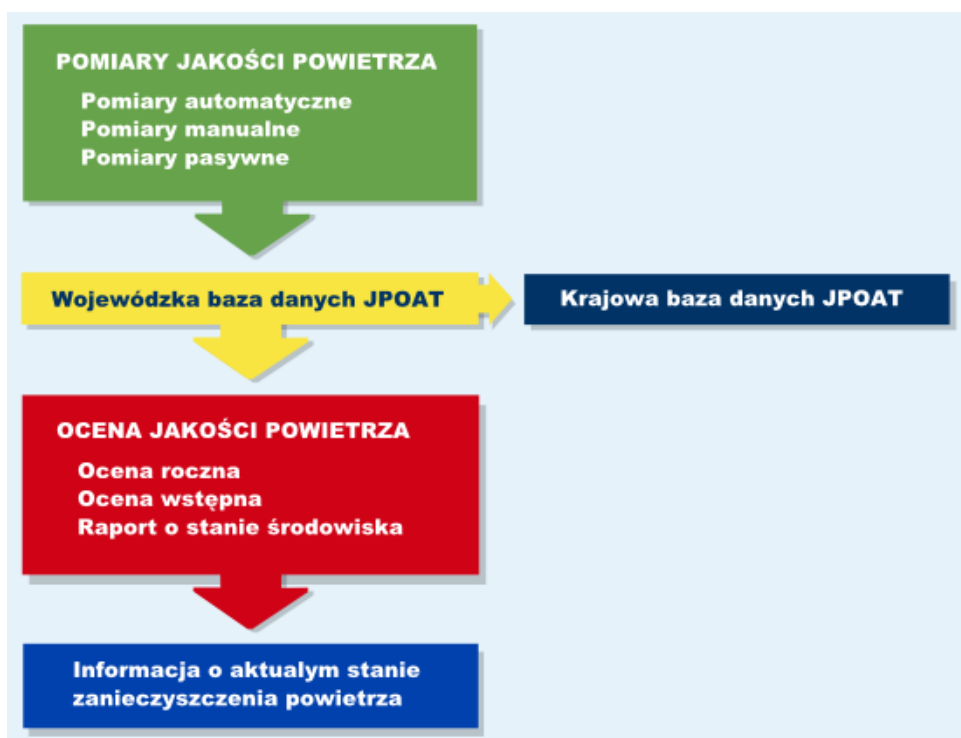 POMIARY JAKOŚCI POWIETRZA
Pomiary automatyczne
Pomiary manualne
Pomiary pasywne
Wojewódzka baza danych JPOAT
Krajowa baza danych JPOAT
OCENA JAKOŚCI POWIETRZA
Ocena roczna
Ocena wstępna
Raport o stanie środowiska
Informacja o aktualym stanie
zanieczyszczenia powietrza